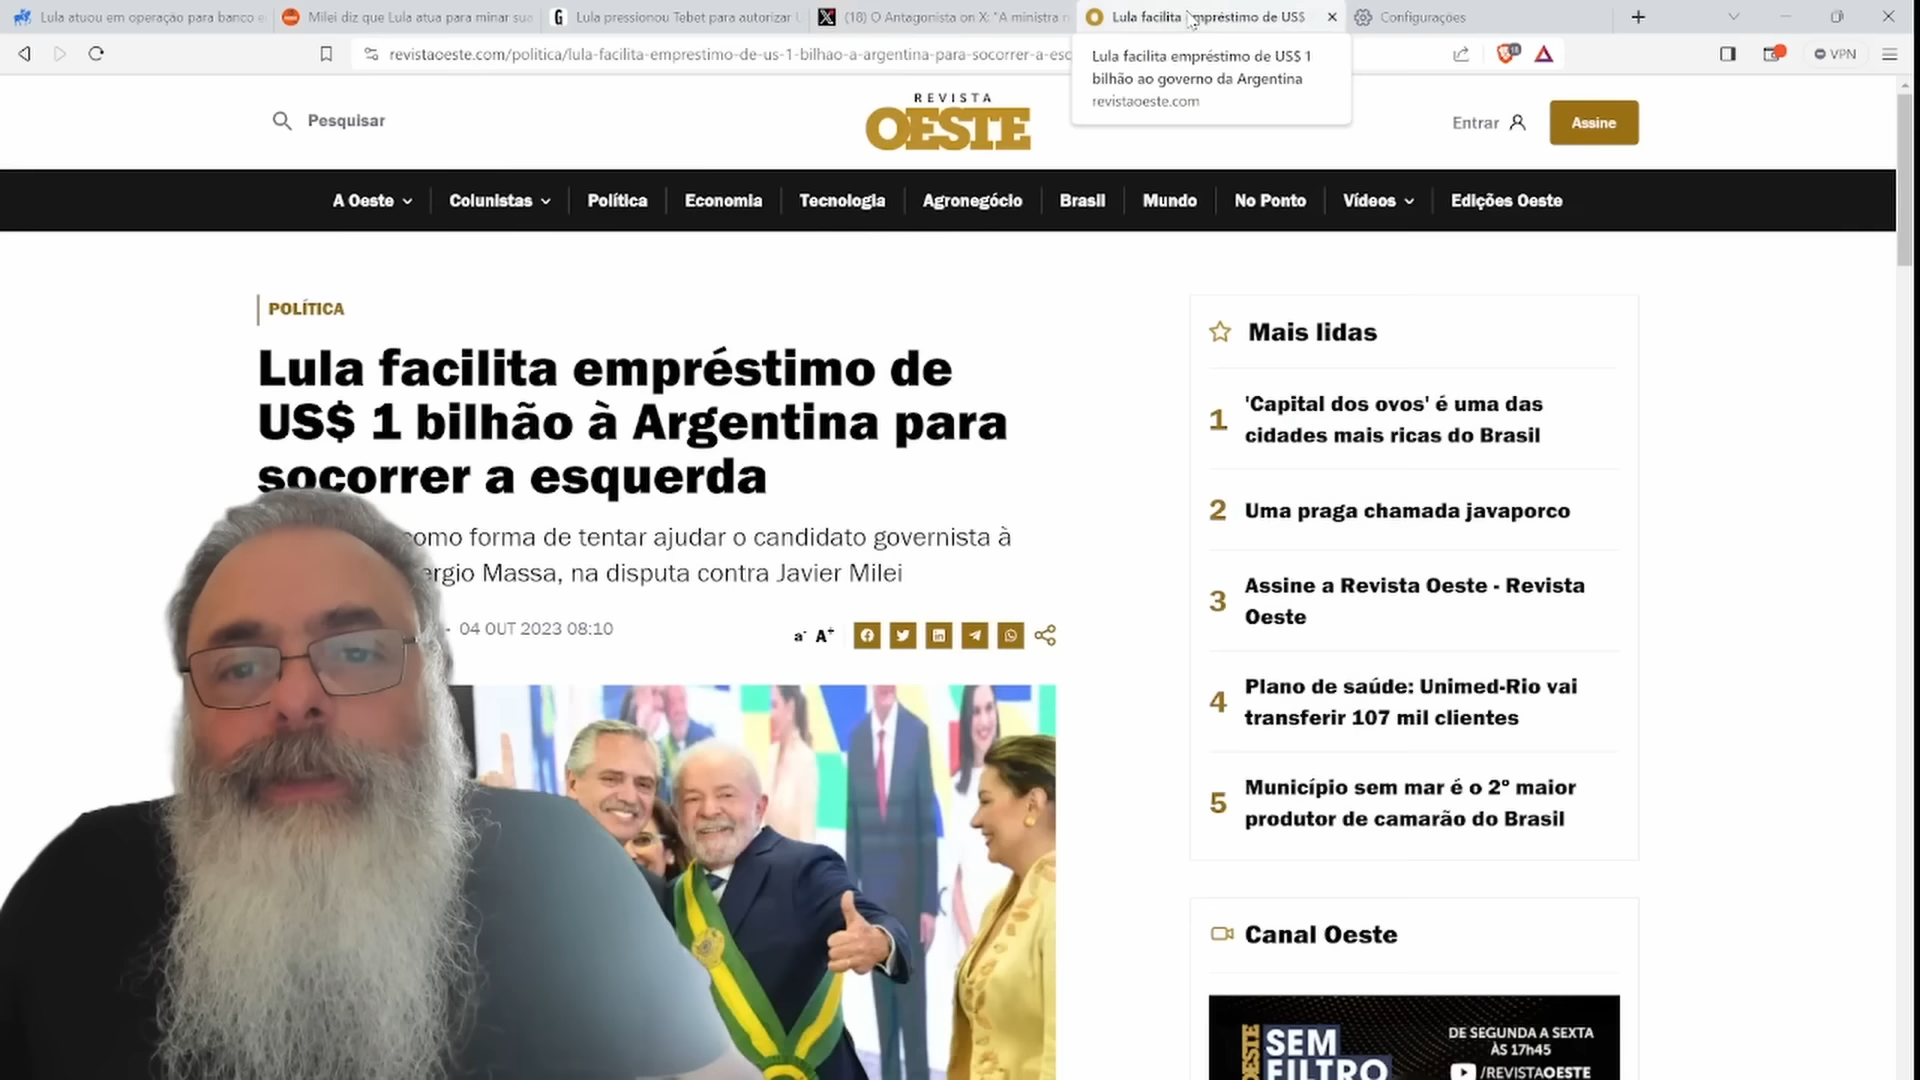 Lula atuou em operação para banco e
Milei diz que Lula atua para minar sua
Lula pressionou Tebet para autorizar
(18) O Antagonista on X: "A ministra n
Lula facilita empréstimo de US$
Configurações
revistaoeste.com/politica/lula-facilita-emprestimo-de-us-1-bilhao-a-argentina-para-socorrer-a-esq
VPN
Lula facilita empréstimo de US$ 1
bilhão ao governo da Argentina
revistaoeste.com
Pesquisar
REVISTA
OESTE
Entrar
Assine
A Oeste
Colunistas
Política
Economia
Tecnologia
Agronegócio
Brasil
Mundo
No Ponto
Vídeos
Edições Oeste
POLÍTICA
Lula facilita empréstimo de
US$ 1 bilhão à Argentina para
socorrer a esquerda
como forma de tentar ajudar o candidato governista à
ergio Massa, na disputa contra Javier Milei
- 04 OUT 2023 08:10
a- A+
Mais lidas
1 'Capital dos ovos' é uma das
cidades mais ricas do Brasil
2 Uma praga chamada javaporco
3 Assine a Revista Oeste - Revista
Oeste
4 Plano de saúde: Unimed-Rio vai
transferir 107 mil clientes
5 Município sem mar é o 2º maior
produtor de camarão do Brasil
Canal Oeste
OESTE
SEM
FILTRO
DE SEGUNDA A SEXTA
ÀS 17h45
/REVISTAOESTE